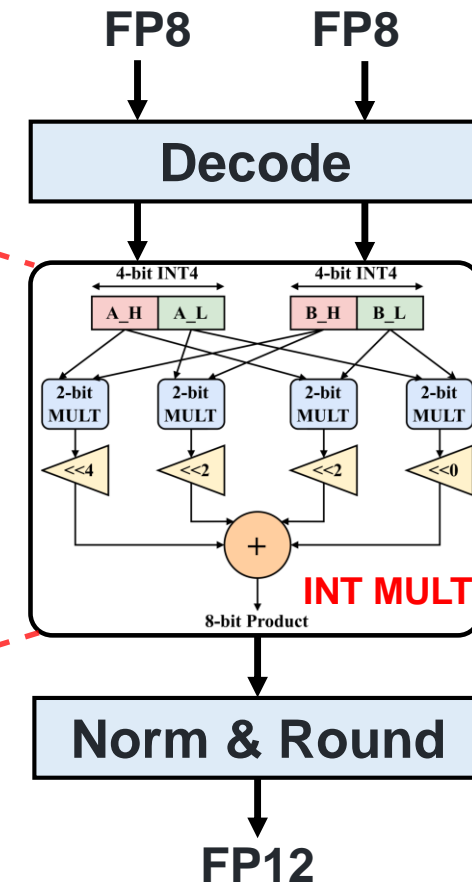 FP8 FP8
Decode
4-bit INT4 4-bit INT4
A_H A_L B_H B_L
2-bit MULT 2-bit MULT 2-bit MULT 2-bit MULT
<<4 <<2 <<2 <<0
+
INT MULT
8-bit Product
Norm & Round
FP12